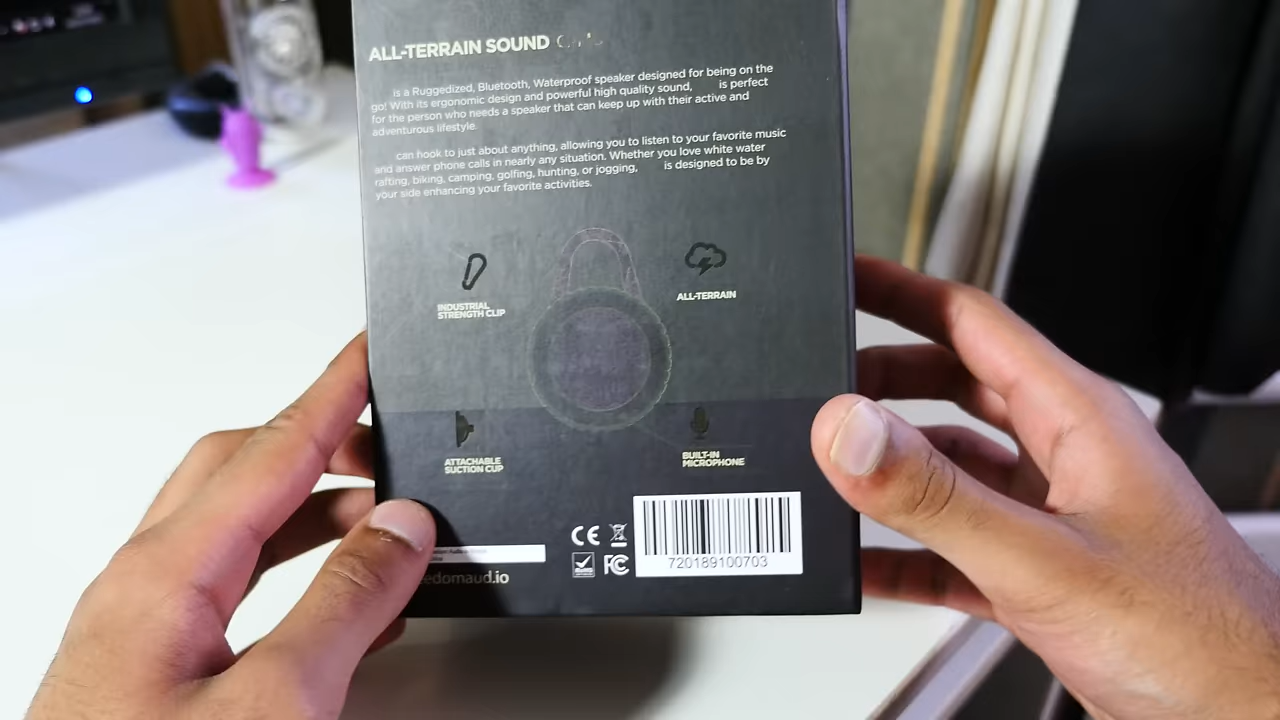 ALL-TERRAIN SOUND
is a Ruggedized, Bluetooth, Waterproof speaker designed for being on the
go! With its ergonomic design and powerful high quality sound, is perfect
for the person who needs a speaker that can keep up with their active and
adventurous lifestyle.
can hook to just about anything, allowing you to listen to your favorite music
and answer phone calls in nearly any situation. Whether you love white water
rafting, biking, camping, golfing, hunting, or jogging, is designed to be by
your side enhancing your favorite activities.
INDUSTRIAL
STRENGTH CLIP
ALL-TERRAIN
ATTACHABLE
SUCTION CUP
BUILT-IN
MICROPHONE
CE
RoHS
FC
720189100703
edomaud.io